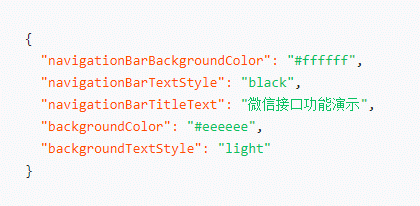 {
"navigationBarBackgroundColor": "#ffffff",
"navigationBarTextStyle": "black",
"navigationBarTitleText": "微信接口功能演示",
"backgroundColor": "#eeeeee",
"backgroundTextStyle": "light"
}